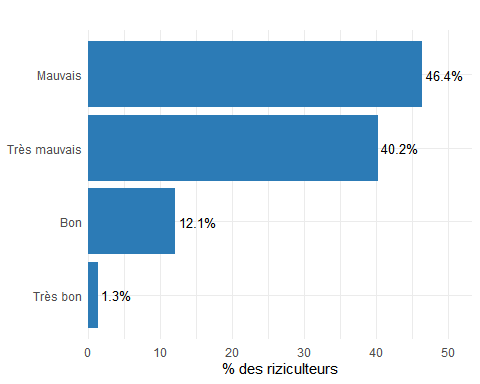 Mauvais 46.4%
Très mauvais 40.2%
Bon 12.1%
Très bon 1.3%
0 10 20 30 40 50
% des riziculteurs